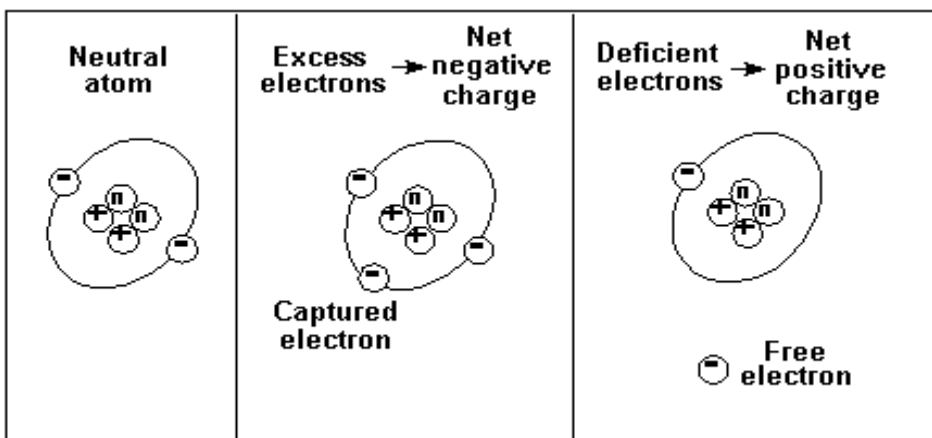 Neutral
atom
-
n
+
n
+
-
Excess
electrons
Net
negative
charge
-
n
+
n
+
-
-
Captured
electron
Deficient
electrons
Net
positive
charge
-
n
+
n
+
-
Free
electron